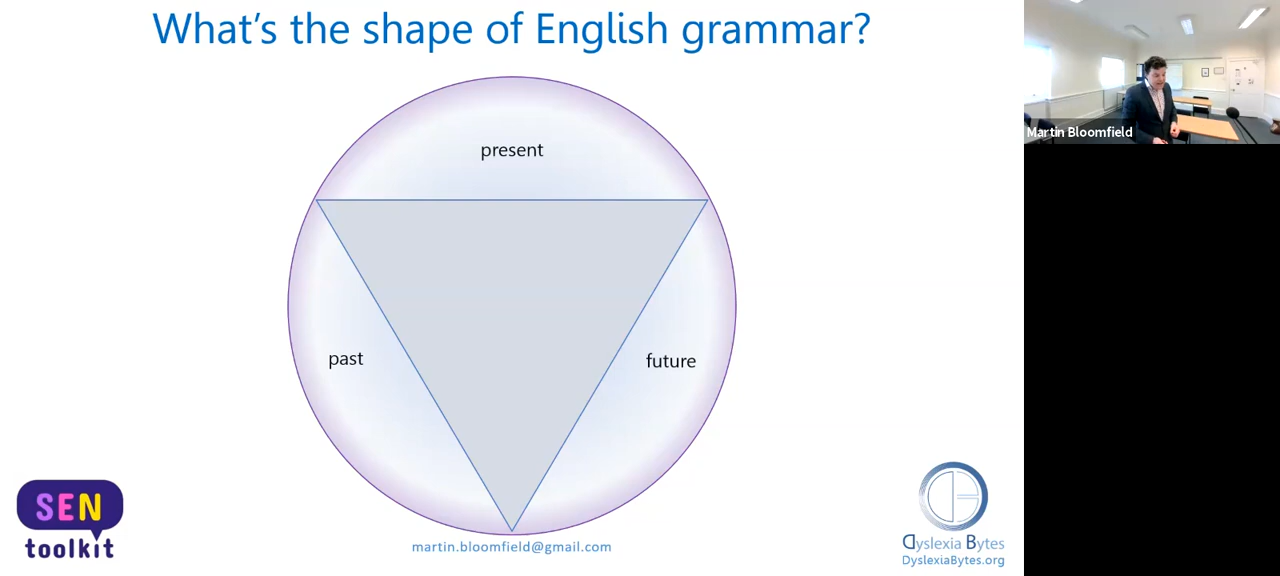 What's the shape of English grammar?
present
past
future
SEN
toolkit
martin.bloomfield@gmail.com
Dyslexia Bytes
DyslexiaBytes.org
Martin Bloomfield